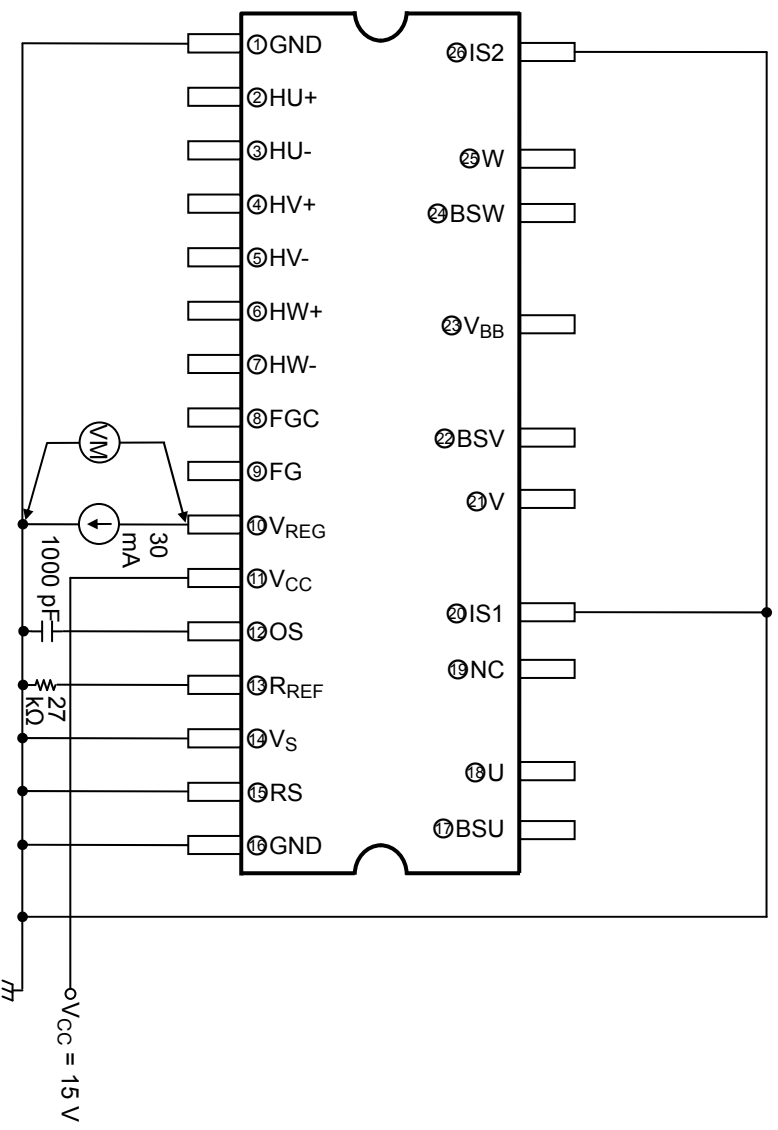 ①GND
②HU+
③HU-
④HV+
⑤HV-
⑥HW+
⑦HW-
⑧FGC
⑨FG
⑩VREG
⑪VCC
⑫OS
⑬RREF
⑭VS
⑮RS
⑯GND
㉖IS2
㉕W
㉔BSW
㉓VBB
㉒BSV
㉑V
⑳IS1
⑲NC
⑱U
⑰BSU
VM
30
mA
1000 pF
27
kΩ
VCC = 15 V